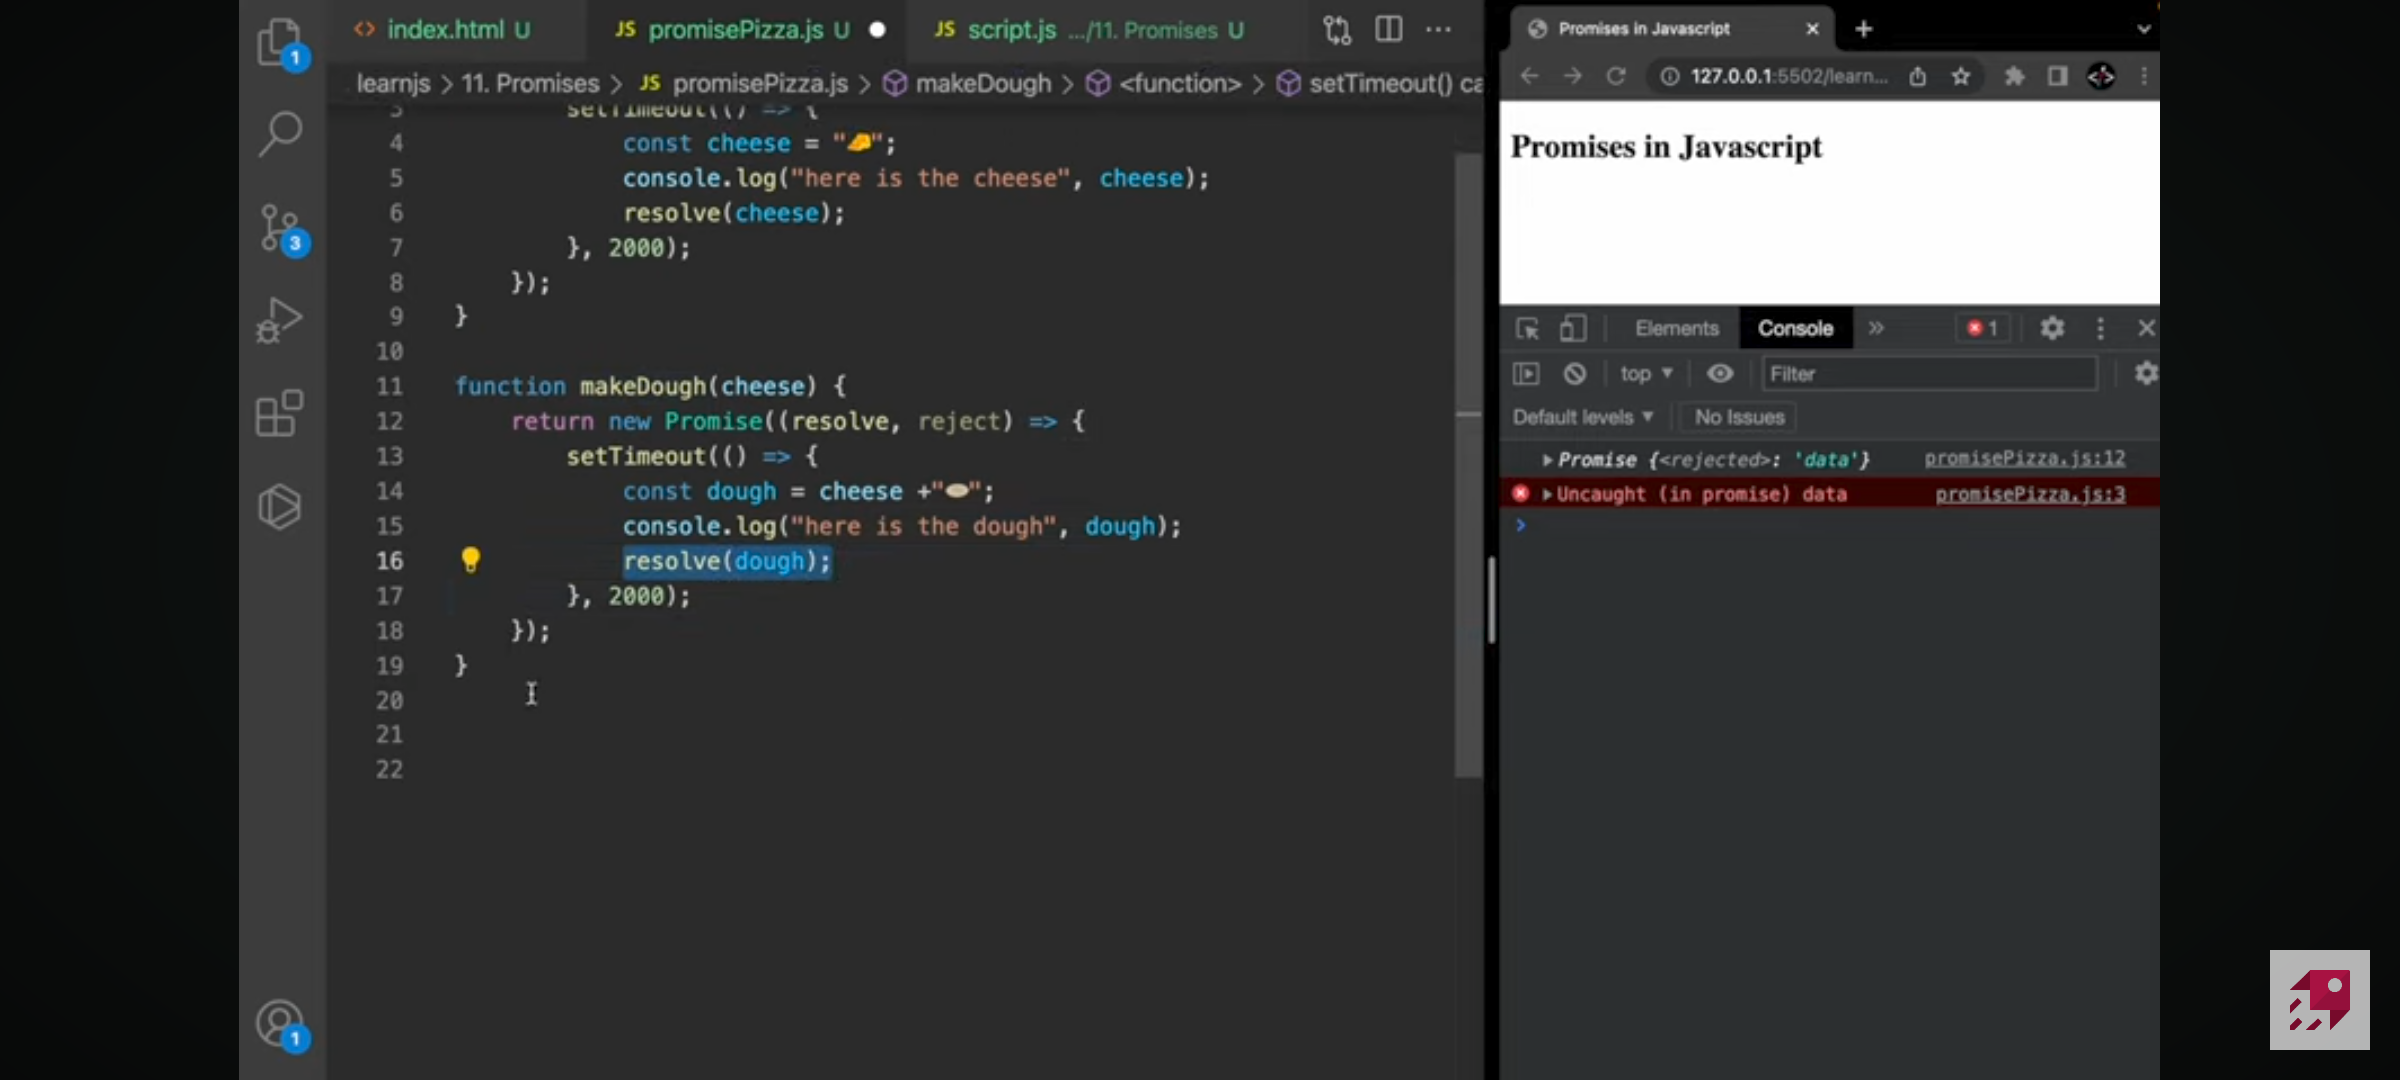 index.html U
JS promisePizza.js U
JS script.js .../11. Promises U
learnjs > 11. Promises > JS promisePizza.js > makeDough > <function> > setTimeout() ca
3 setTimeout(() => {
4 const cheese = "🧀";
5 console.log("here is the cheese", cheese);
6 resolve(cheese);
7 }, 2000);
8 });
9 }
10
11 function makeDough(cheese) {
12 return new Promise((resolve, reject) => {
13 setTimeout(() => {
14 const dough = cheese +"🫓";
15 console.log("here is the dough", dough);
16 resolve(dough);
17 }, 2000);
18 });
19 }
20
21
22
1
3
1
Promises in Javascript
127.0.0.1:5502/learn...
Promises in Javascript
Elements Console » 1
top Filter
Default levels No Issues
Promise {<rejected>: 'data'} promisePizza.js:12
Uncaught (in promise) data promisePizza.js:3